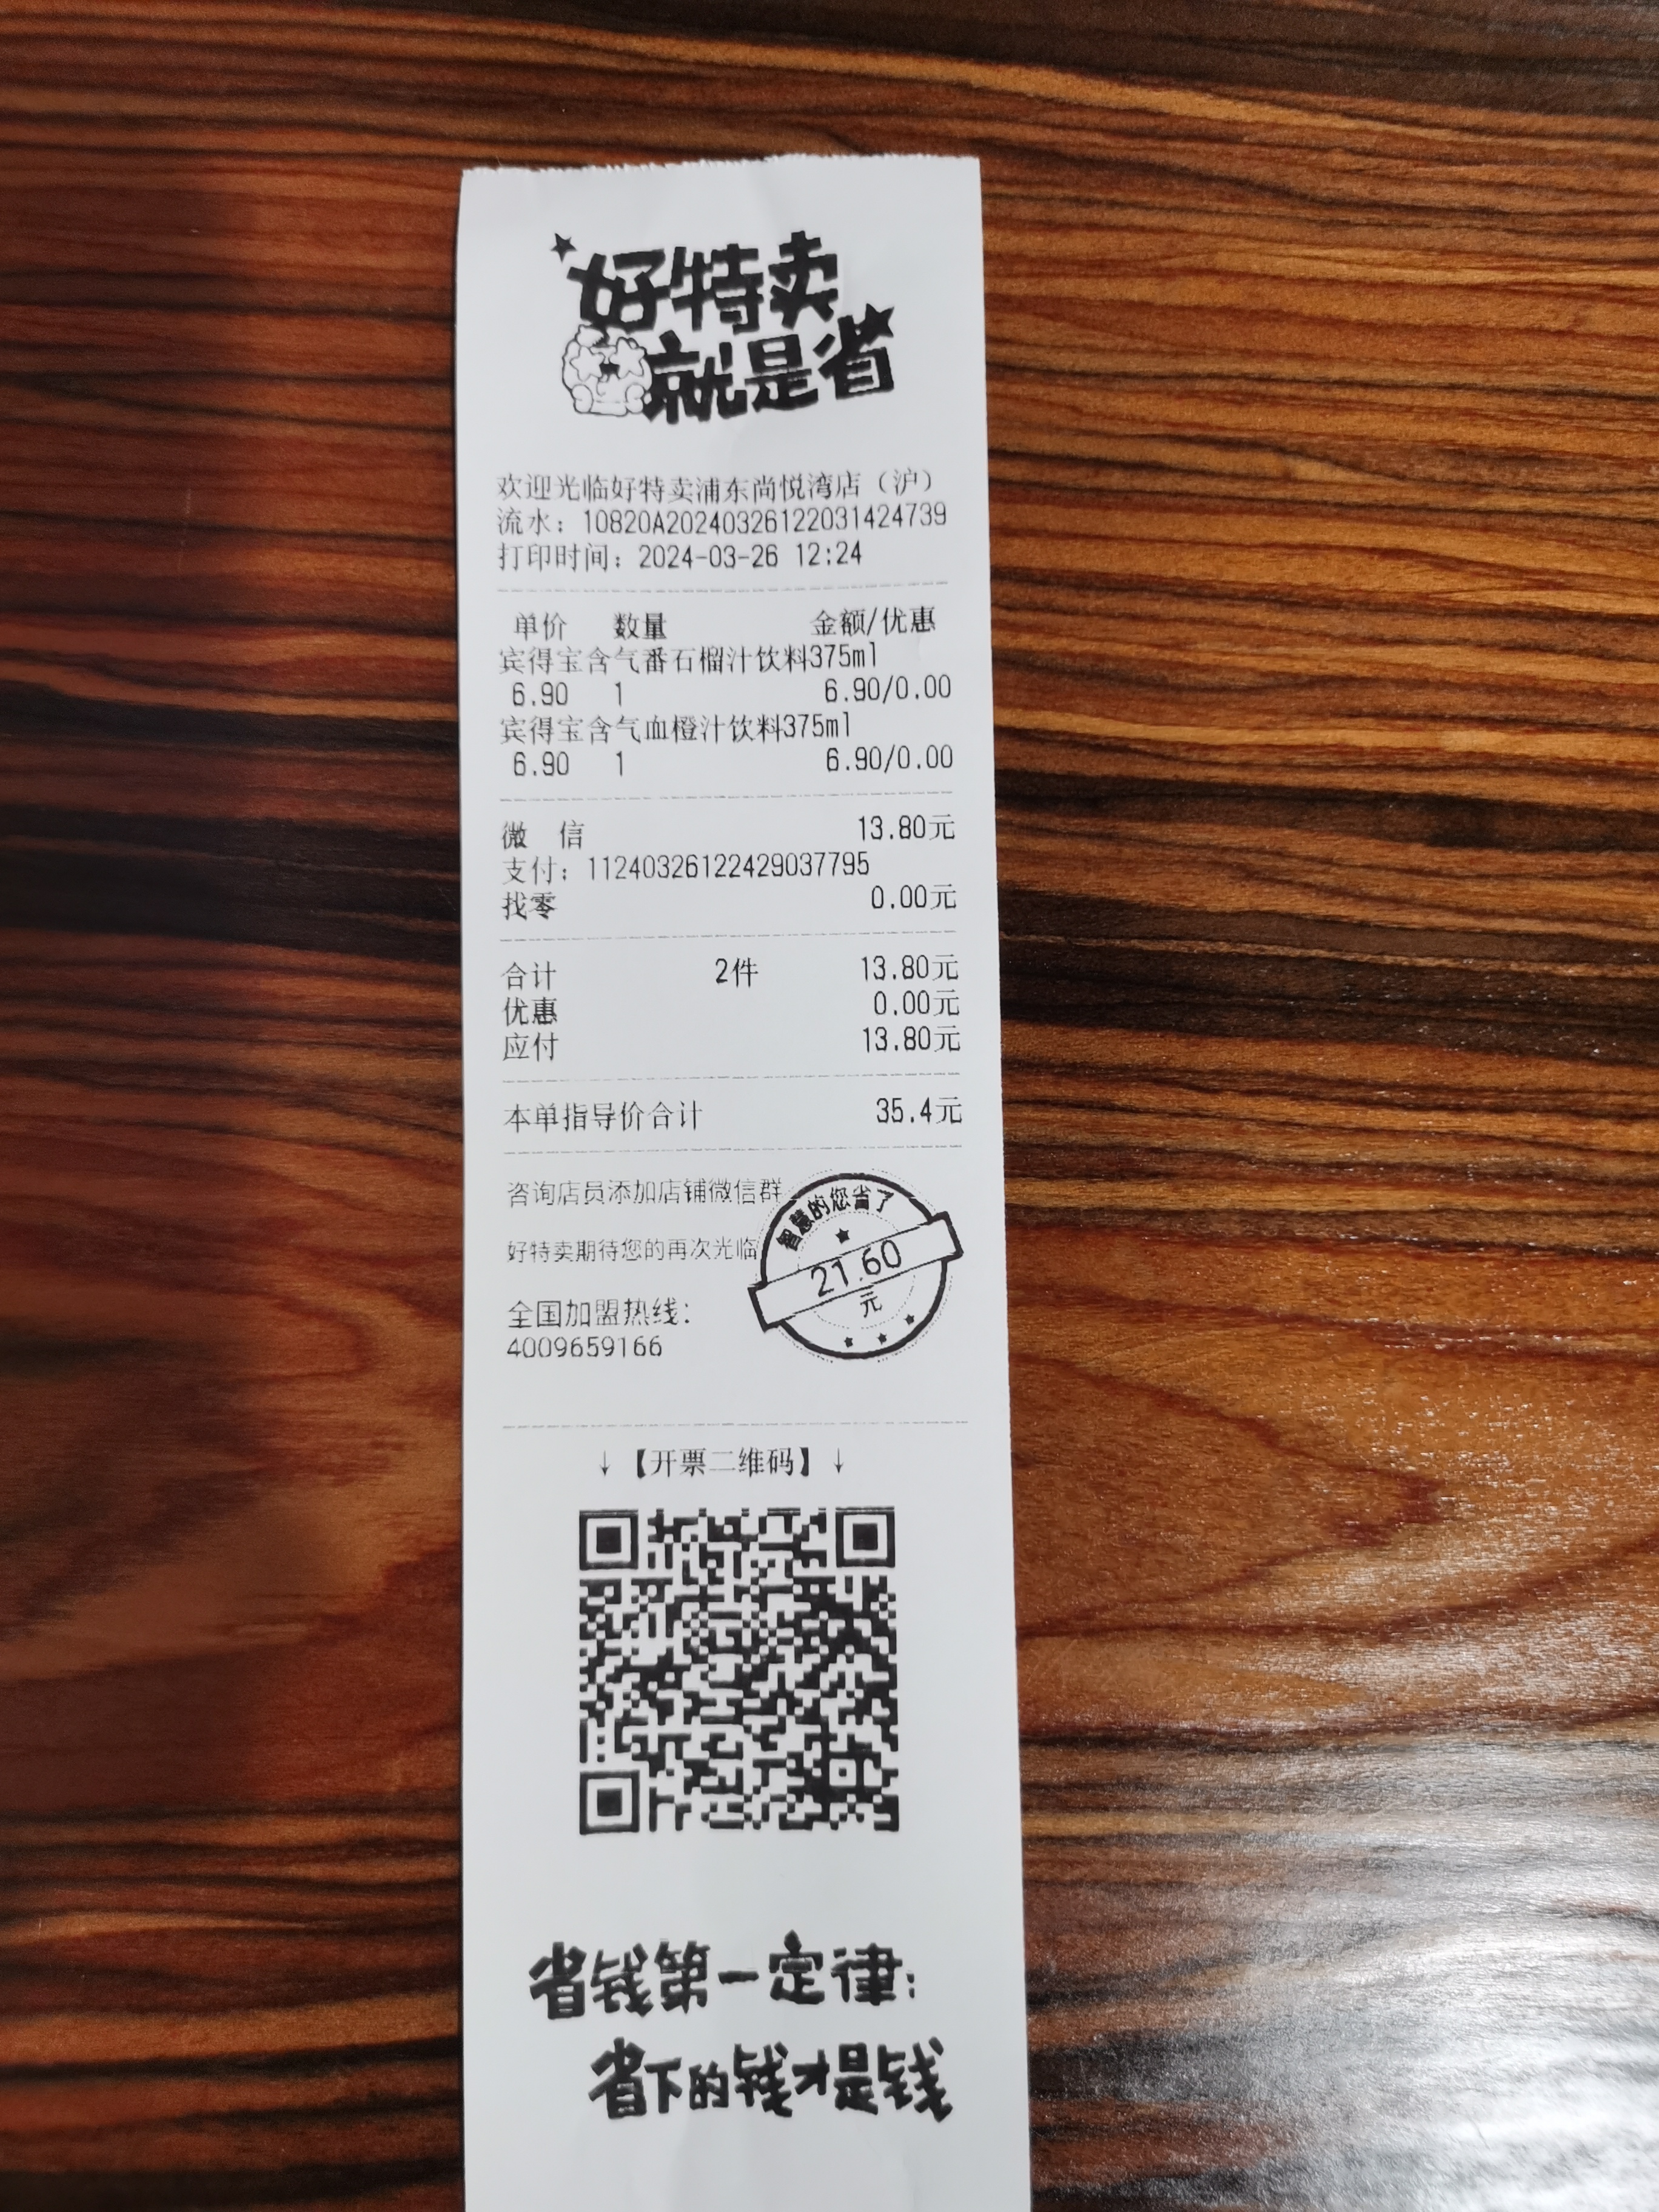 好特卖
就是省
欢迎光临好特卖浦东尚悦湾店（沪）
流水：10820A20240326122031424739
打印时间：2024-03-26 12:24
单价 数量 金额/优惠
宾得宝含气番石榴汁饮料375ml
6.90 1 6.90/0.00
宾得宝含气血橙汁饮料375ml
6.90 1 6.90/0.00
微 信 13.80元
支付：11240326122429037795
找零 0.00元
合计 2件 13.80元
优惠 0.00元
应付 13.80元
本单指导价合计 35.4元
咨询店员添加店铺微信群
好特卖期待您的再次光临
智慧的您省了
21.60
元
全国加盟热线：
4009659166
↓【开票二维码】↓
省钱第一定律：
省下的钱才是钱